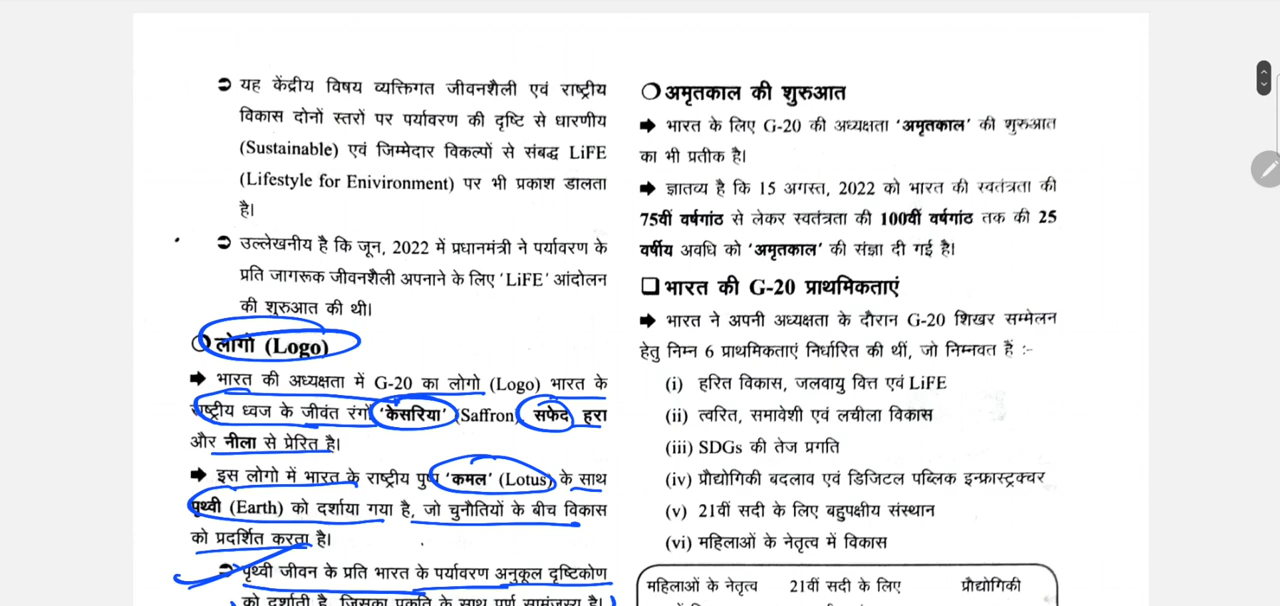 ➲ यह केंद्रीय विषय व्यक्तिगत जीवनशैली एवं राष्ट्रीय
विकास दोनों स्तरों पर पर्यावरण की दृष्टि से धारणीय
(Sustainable) एवं जिम्मेदार विकल्पों से संबद्ध LiFE
(Lifestyle for Enivironment) पर भी प्रकाश डालता
है।
➲ उल्लेखनीय है कि जून, 2022 में प्रधानमंत्री ने पर्यावरण के
प्रति जागरूक जीवनशैली अपनाने के लिए 'LiFE' आंदोलन
की शुरुआत की थी।
लोगो (Logo)
➡ भारत की अध्यक्षता में G-20 का लोगो (Logo) भारत के
राष्ट्रीय ध्वज के जीवंत रंगों 'केसरिया' (Saffron) सफेद हरा
और नीला से प्रेरित है।
➡ इस लोगो में भारत के राष्ट्रीय पुष्प 'कमल' (Lotus) के साथ
पृथ्वी (Earth) को दर्शाया गया है, जो चुनौतियों के बीच विकास
को प्रदर्शित करता है।
➲ पृथ्वी जीवन के प्रति भारत के पर्यावरण अनुकूल दृष्टिकोण
को दर्शाती है, जिसका प्रकृति के साथ पूर्ण सामंजस्य है।
अमृतकाल की शुरुआत
➡ भारत के लिए G-20 की अध्यक्षता 'अमृतकाल' की शुरुआत
का भी प्रतीक है।
➡ ज्ञातव्य है कि 15 अगस्त, 2022 को भारत की स्वतंत्रता की
75वीं वर्षगांठ से लेकर स्वतंत्रता की 100वीं वर्षगांठ तक की 25
वर्षीय अवधि को 'अमृतकाल' की संज्ञा दी गई है।
भारत की G-20 प्राथमिकताएं
➡ भारत ने अपनी अध्यक्षता के दौरान G-20 शिखर सम्मेलन
हेतु निम्न 6 प्राथमिकताएं निर्धारित की थीं, जो निम्नवत हैं :-
(i) हरित विकास, जलवायु वित्त एवं LiFE
(ii) त्वरित, समावेशी एवं लचीला विकास
(iii) SDGs की तेज प्रगति
(iv) प्रौद्योगिकी बदलाव एवं डिजिटल पब्लिक इन्फ्रास्ट्रक्चर
(v) 21वीं सदी के लिए बहुपक्षीय संस्थान
(vi) महिलाओं के नेतृत्व में विकास
महिलाओं के नेतृत्व 21वीं सदी के लिए प्रौद्योगिकी